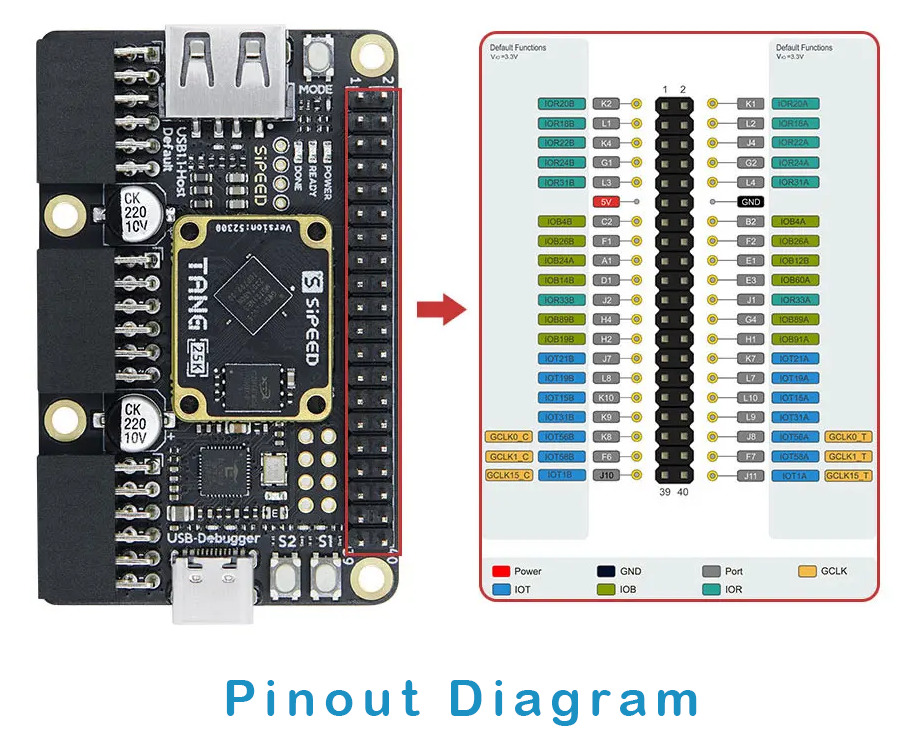 MODE
1 2
USB1.1-Host
Default
SiPEED
DONE
READY
POWER
CK
220
10V
Version:52300
TANG
25K
SiPEED
CK
220
10V
USB-Debugger
S2
S1
40
Default Functions
VIO =3.3V
Default Functions
VIO =3.3V
1 2
IOR20B K2 K1 IOR20A
IOR18B L1 L2 IOR18A
IOR22B K4 J4 IOR22A
IOR24B G1 G2 IOR24A
IOR31B L3 L4 IOR31A
5V GND
IOB4B C2 B2 IOB4A
IOB26B F1 F2 IOB26A
IOB24A A1 E1 IOB12B
IOB14B D1 E3 IOB60A
IOR33B J2 J1 IOR33A
IOB89B H4 G4 IOB89A
IOB19B H2 H1 IOB91A
IOT21B J7 K7 IOT21A
IOT19B L8 L7 IOT19A
IOT15B K10 L10 IOT15A
IOT31B K9 L9 IOT31A
GCLK0_C IOT56B K8 J8 IOT56A GCLK0_T
GCLK1_C IOT58B F6 F7 IOT58A GCLK1_T
GCLK15_C IOT1B J10 J11 IOT1A GCLK15_T
39 40
Power GND Port GCLK
IOT IOB IOR
Pinout Diagram